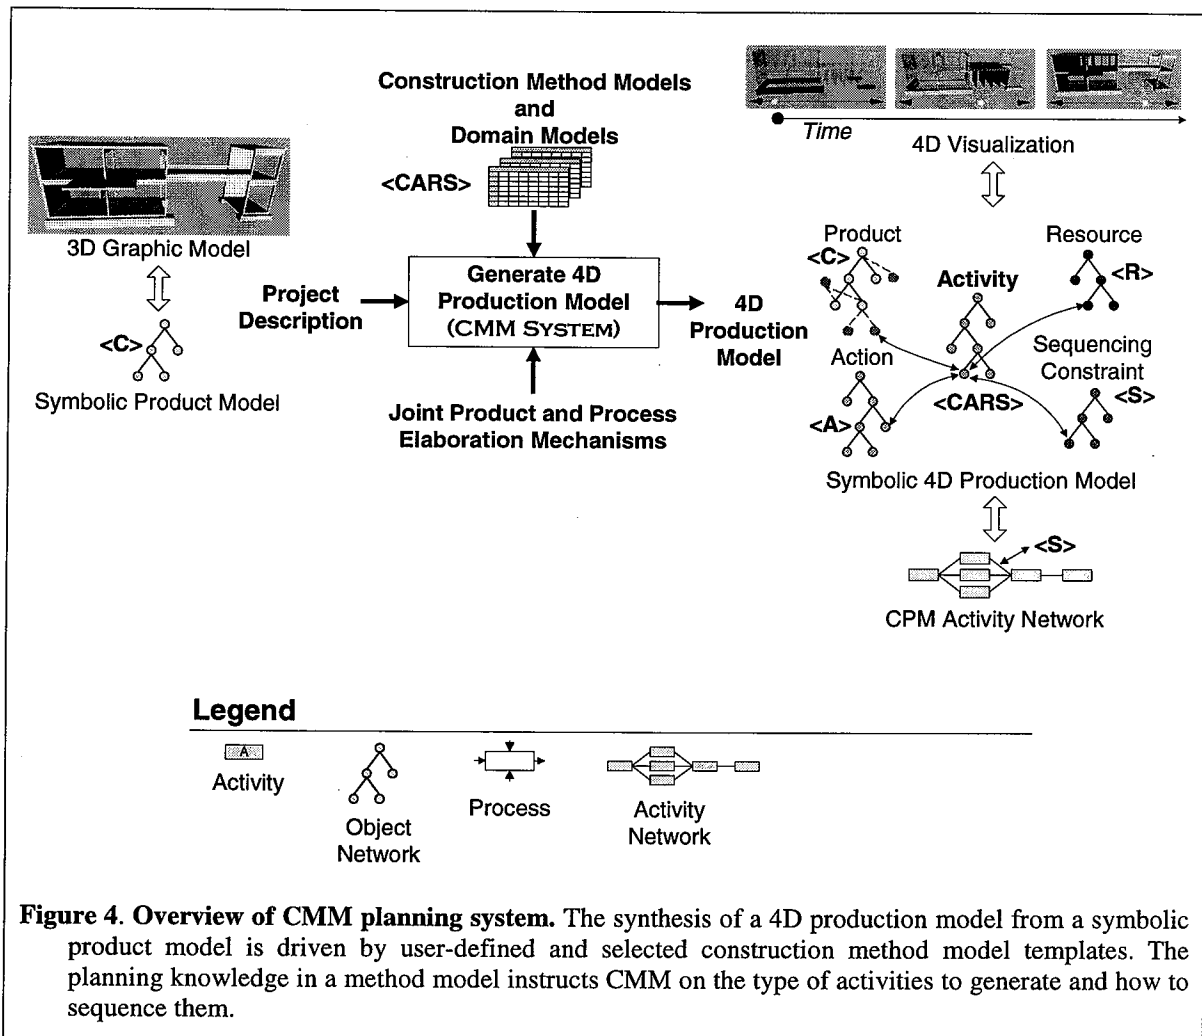 Construction Method Models
and
Domain Models
<CARS>
Time
4D Visualization
3D Graphic Model
<C>
Symbolic Product Model
Project
Description
Generate 4D
Production Model
(CMM SYSTEM)
4D
Production
Model
Joint Product and Process
Elaboration Mechanisms
Product
<C>
Resource
<R>
Activity
Action
<A>
Sequencing
Constraint
<S>
<CARS>
Symbolic 4D Production Model
<S>
CPM Activity Network
Legend
A
Activity
Object
Network
Process
Activity
Network
Figure 4. Overview of CMM planning system. The synthesis of a 4D production model from a symbolic
product model is driven by user-defined and selected construction method model templates. The
planning knowledge in a method model instructs CMM on the type of activities to generate and how to
sequence them.